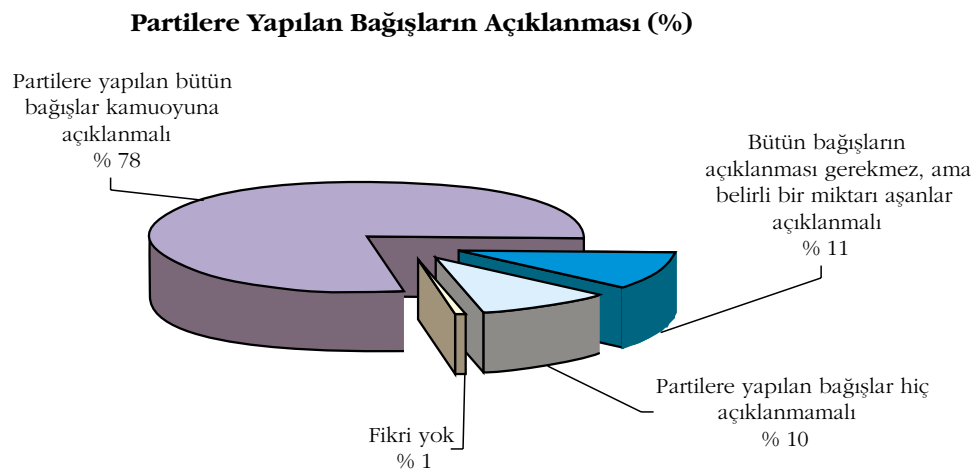 Partilere Yapılan Bağışların Açıklanması (%)
Partilere yapılan bütün
bağışlar kamuoyuna
açıklanmalı
% 78
Bütün bağışların
açıklanması gerekmez, ama
belirli bir miktarı aşanlar
açıklanmalı
% 11
Partilere yapılan bağışlar hiç
açıklanmamalı
% 10
Fikri yok
% 1